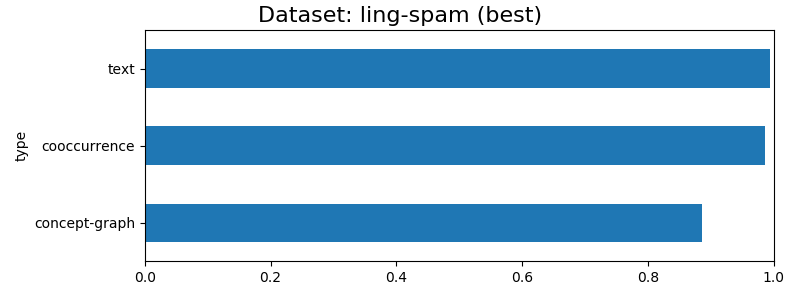 Dataset: ling-spam (best)
text
cooccurrence
concept-graph
type
0.0 0.2 0.4 0.6 0.8 1.0